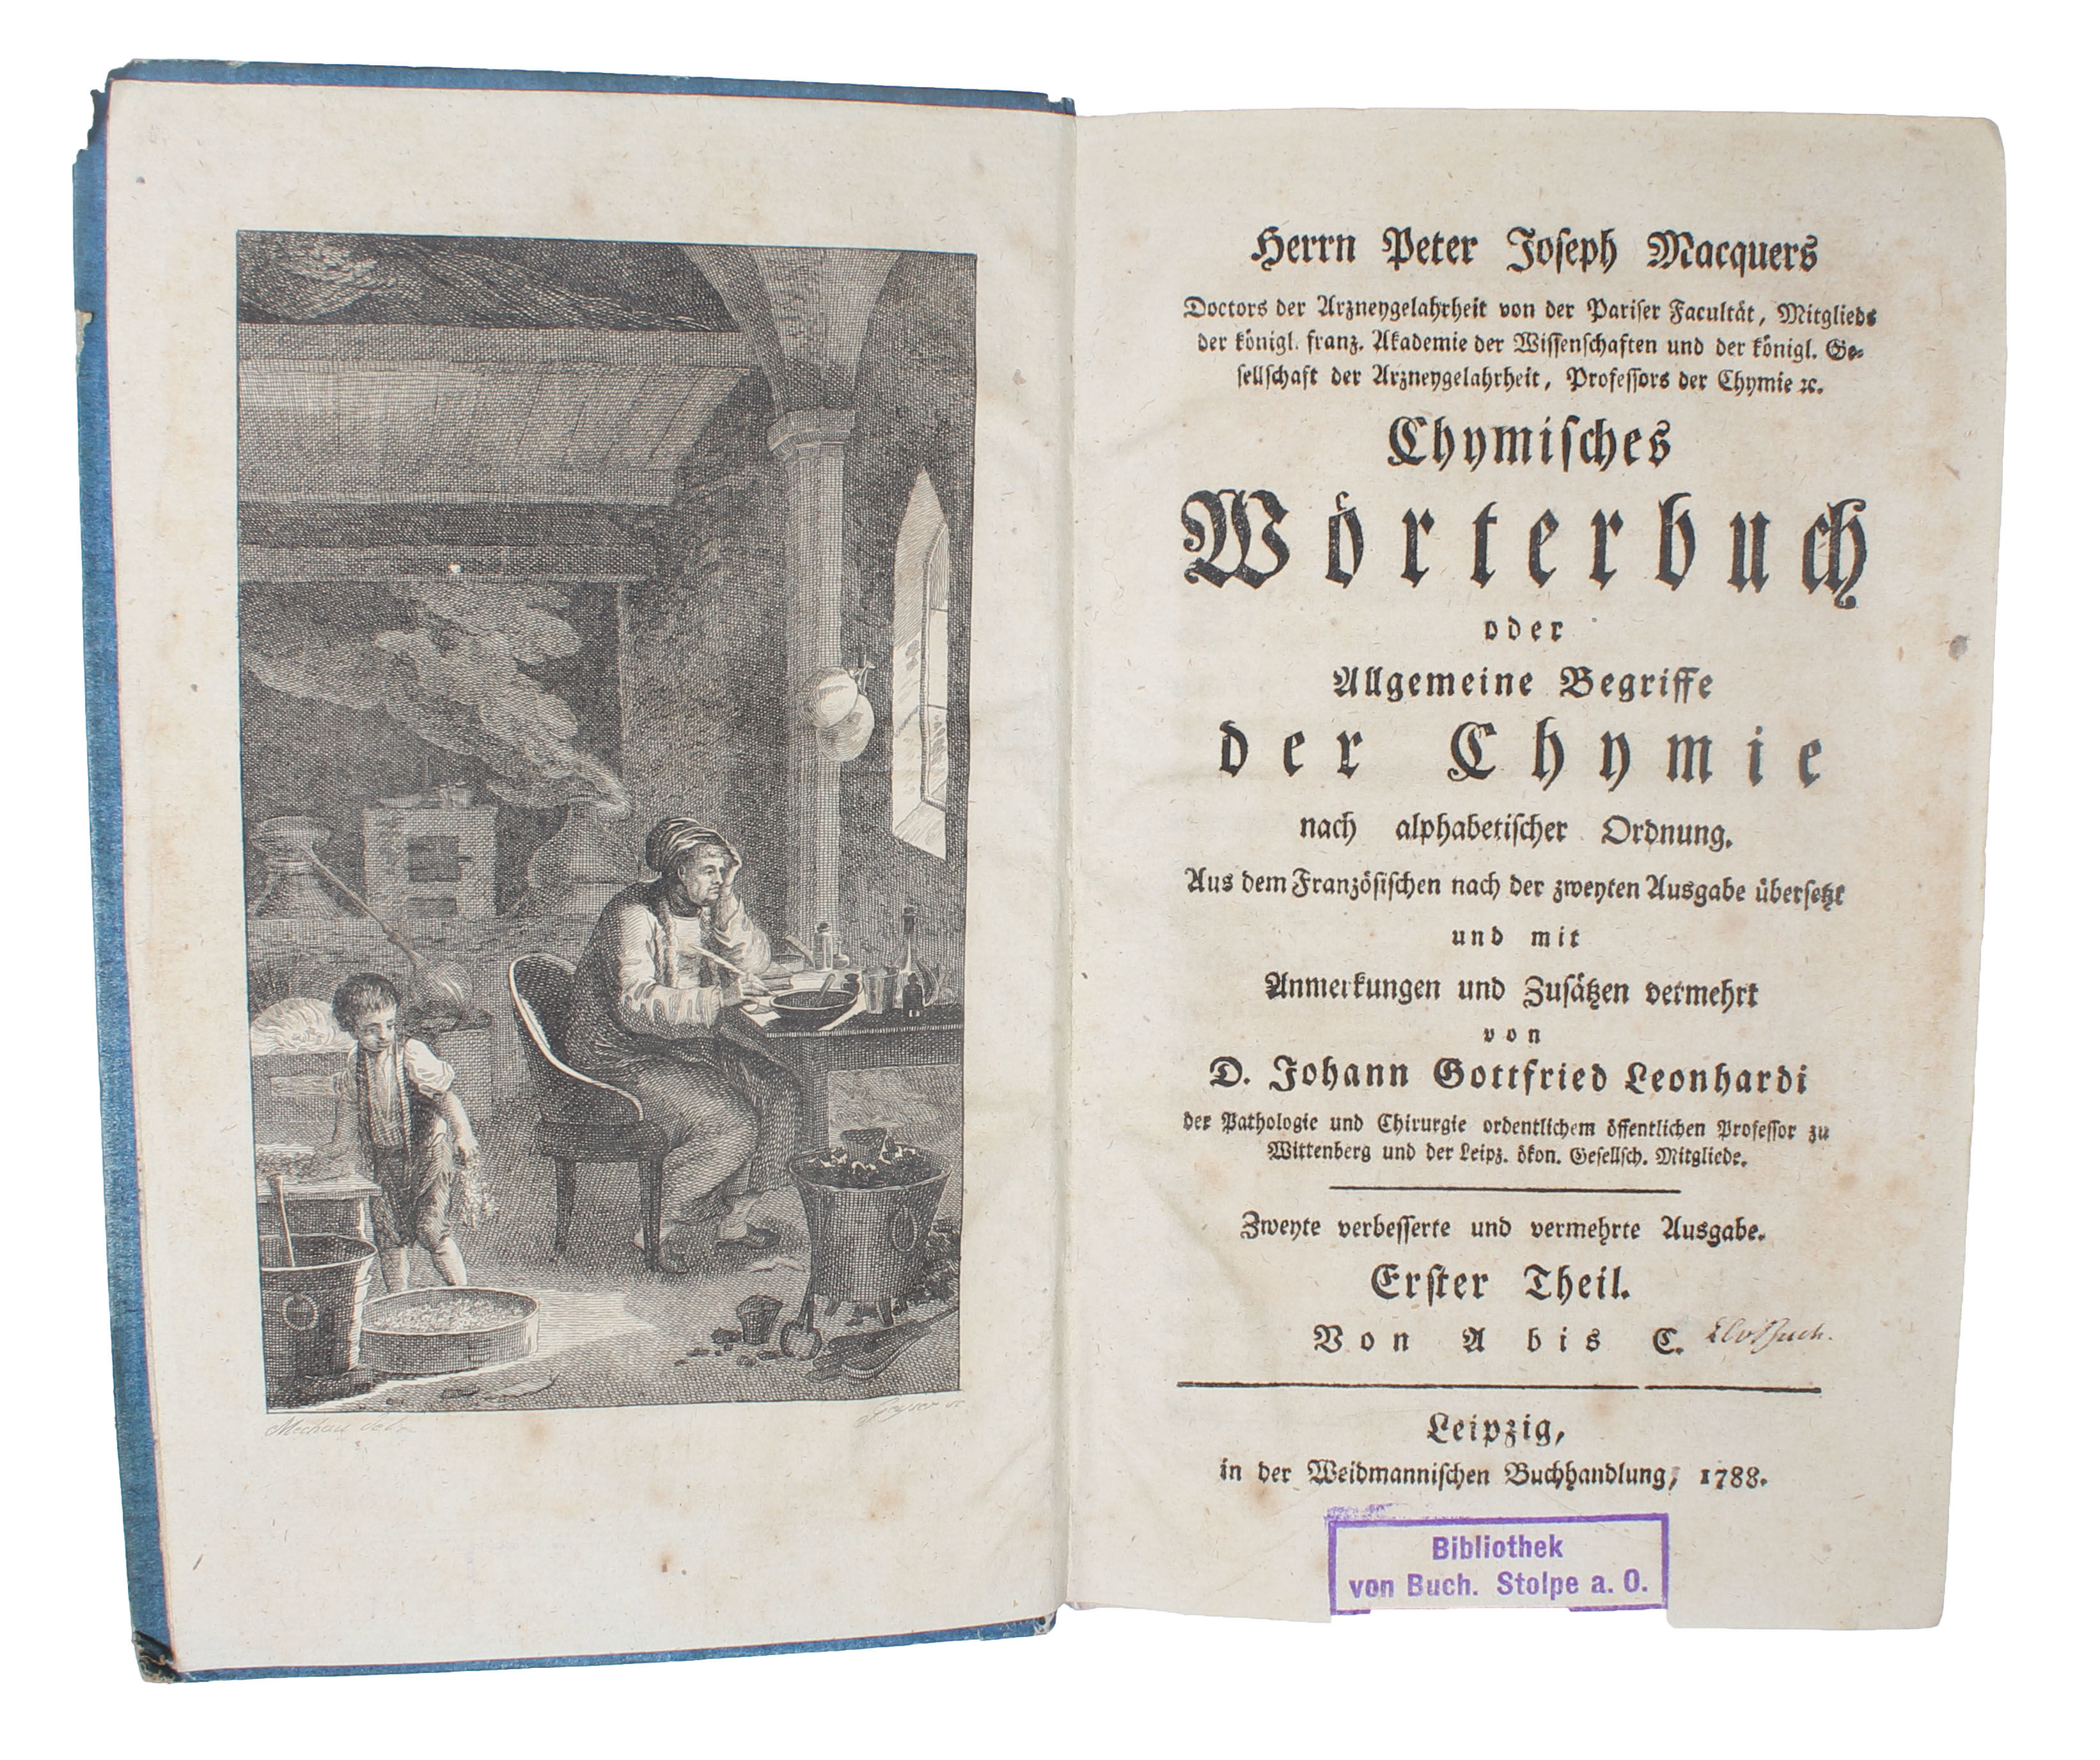 Mechau del.
Geyser sc.
Herrn Peter Joseph Macquers
Doctors der Arzneygelahrheit von der Pariser Facultät, Mitglieds
der königl. franz. Akademie der Wissenschaften und der königl. Ge-
sellschaft der Arzneygelahrheit, Professors der Chymie ꝛc.
Chymisches
Wörterbuch
oder
Allgemeine Begriffe
der Chymie
nach alphabetischer Ordnung.
Aus dem Französischen nach der zweyten Ausgabe übersetzt
und mit
Anmerkungen und Zusätzen vermehrt
von
D. Johann Gottfried Leonhardi
der Pathologie und Chirurgie ordentlichem öffentlichen Professor zu
Wittenberg und der Leipz. ökon. Gesellsch. Mitgliede.
Zweyte verbesserte und vermehrte Ausgabe.
Erster Theil.
Von A bis C.
Leipzig,
in der Weidmannischen Buchhandlung, 1788.
Bibliothek
von Buch. Stolpe a. O.